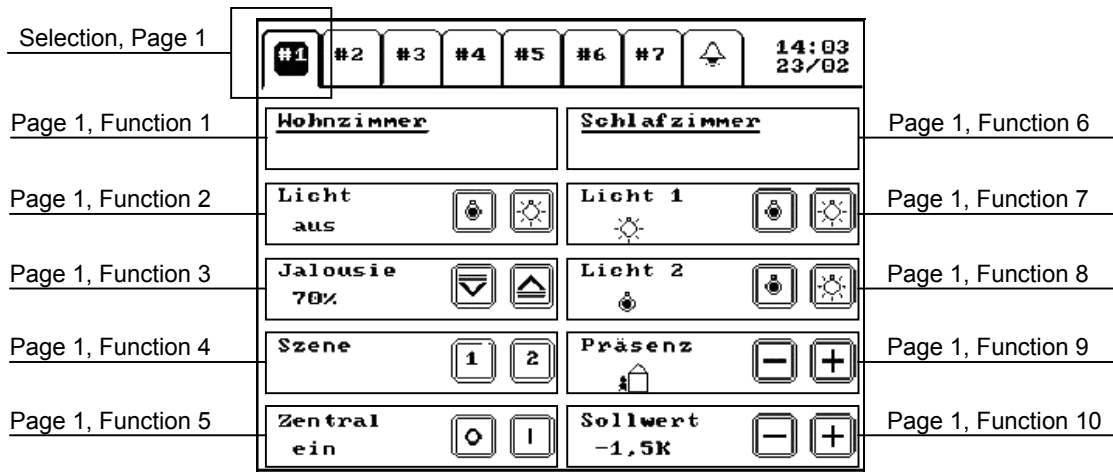 Selection, Page 1
#1 #2 #3 #4 #5 #6 #7 14:03
23/02
Page 1, Function 1 Wohnzimmer Schlafzimmer Page 1, Function 6
Page 1, Function 2 Licht Licht 1 Page 1, Function 7
aus
Page 1, Function 3 Jalousie Licht 2 Page 1, Function 8
70%
Page 1, Function 4 Szene 1 2 Präsenz − + Page 1, Function 9
Page 1, Function 5 Zentral O I Sollwert − + Page 1, Function 10
ein -1,5K